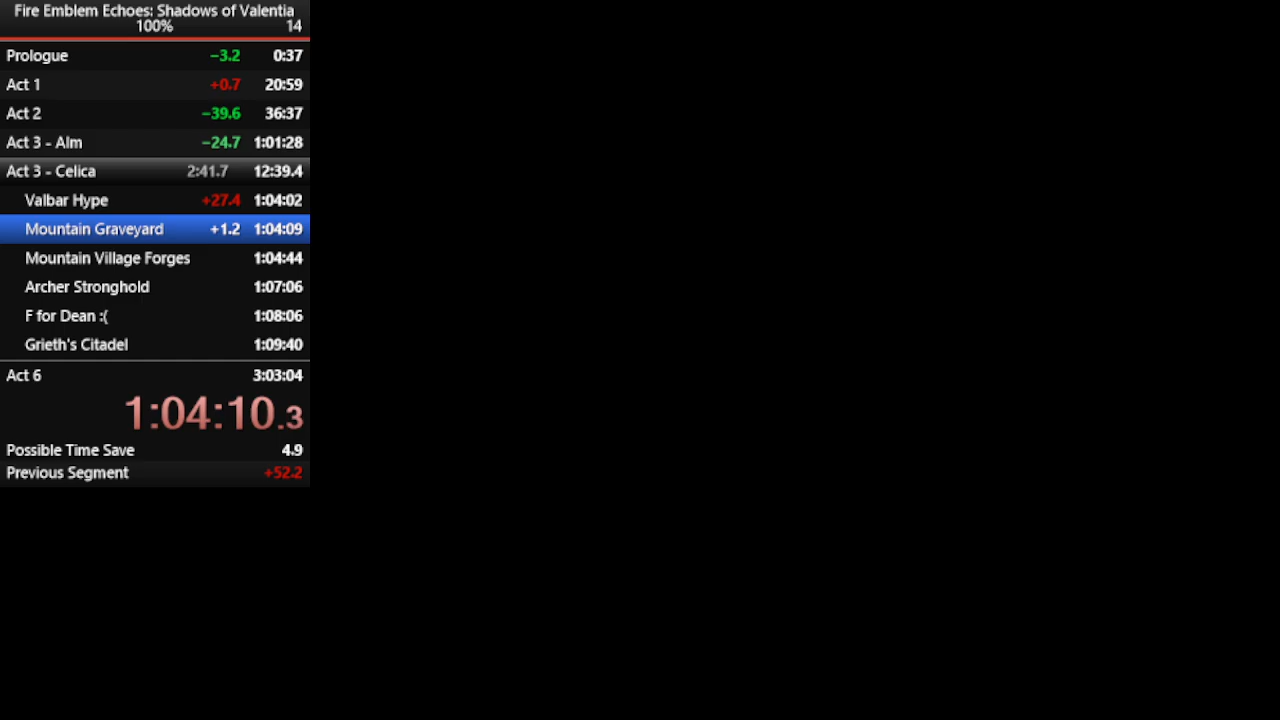 Fire Emblem Echoes: Shadows of Valentia
100% 14
Prologue −3.2 0:37
Act 1 +0.7 20:59
Act 2 −39.6 36:37
Act 3 - Alm −24.7 1:01:28
Act 3 - Celica 2:41.7 12:39.4
Valbar Hype +27.4 1:04:02
Mountain Graveyard +1.2 1:04:09
Mountain Village Forges 1:04:44
Archer Stronghold 1:07:06
F for Dean :( 1:08:06
Grieth's Citadel 1:09:40
Act 6 3:03:04
1:04:10.3
Possible Time Save 4.9
Previous Segment +52.2